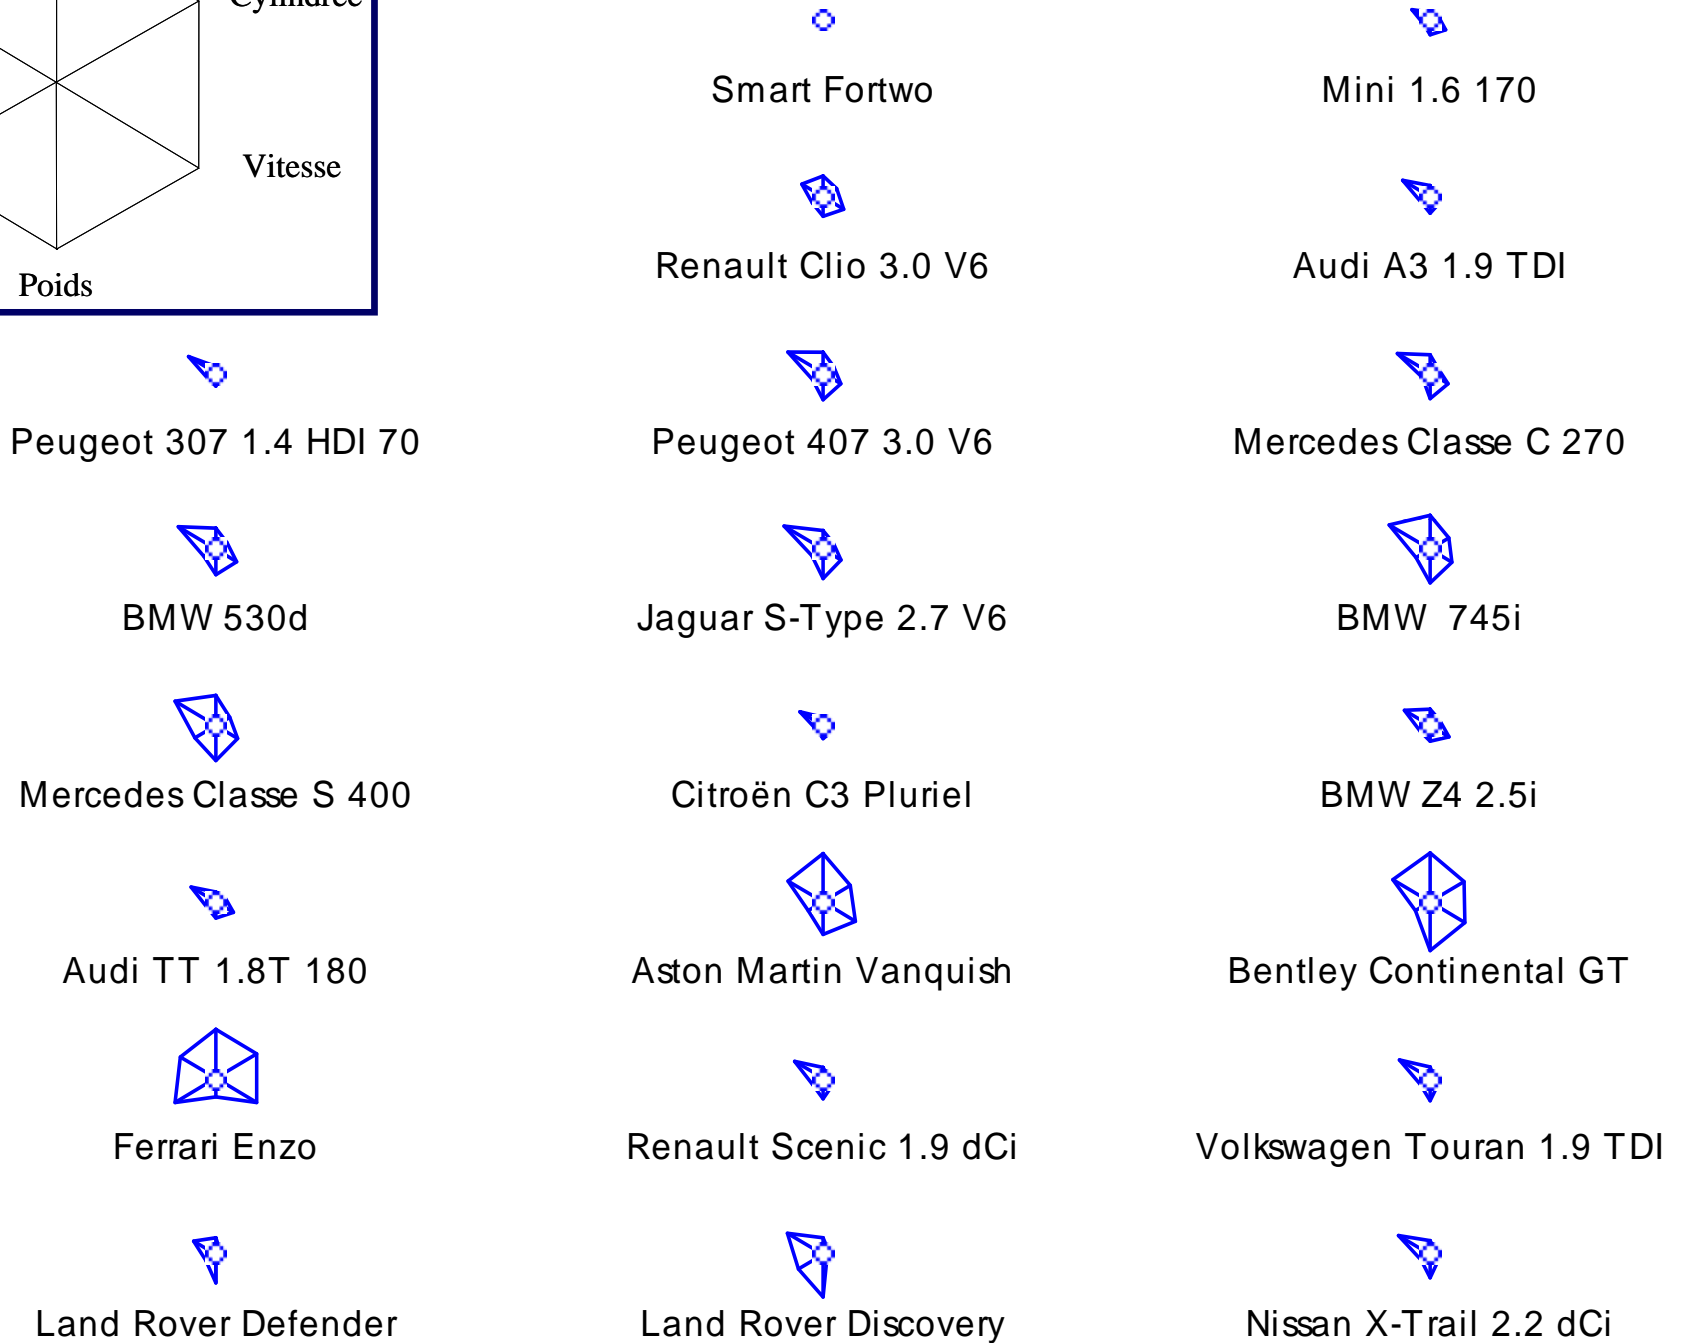 Cylindrée
Smart Fortwo
Mini 1.6 170
Vitesse
Renault Clio 3.0 V6
Audi A3 1.9 TDI
Poids
Peugeot 307 1.4 HDI 70
Peugeot 407 3.0 V6
Mercedes Classe C 270
BMW 530d
Jaguar S-Type 2.7 V6
BMW 745i
Mercedes Classe S 400
Citroën C3 Pluriel
BMW Z4 2.5i
Audi TT 1.8T 180
Aston Martin Vanquish
Bentley Continental GT
Ferrari Enzo
Renault Scenic 1.9 dCi
Volkswagen Touran 1.9 TDI
Land Rover Defender
Land Rover Discovery
Nissan X-Trail 2.2 dCi